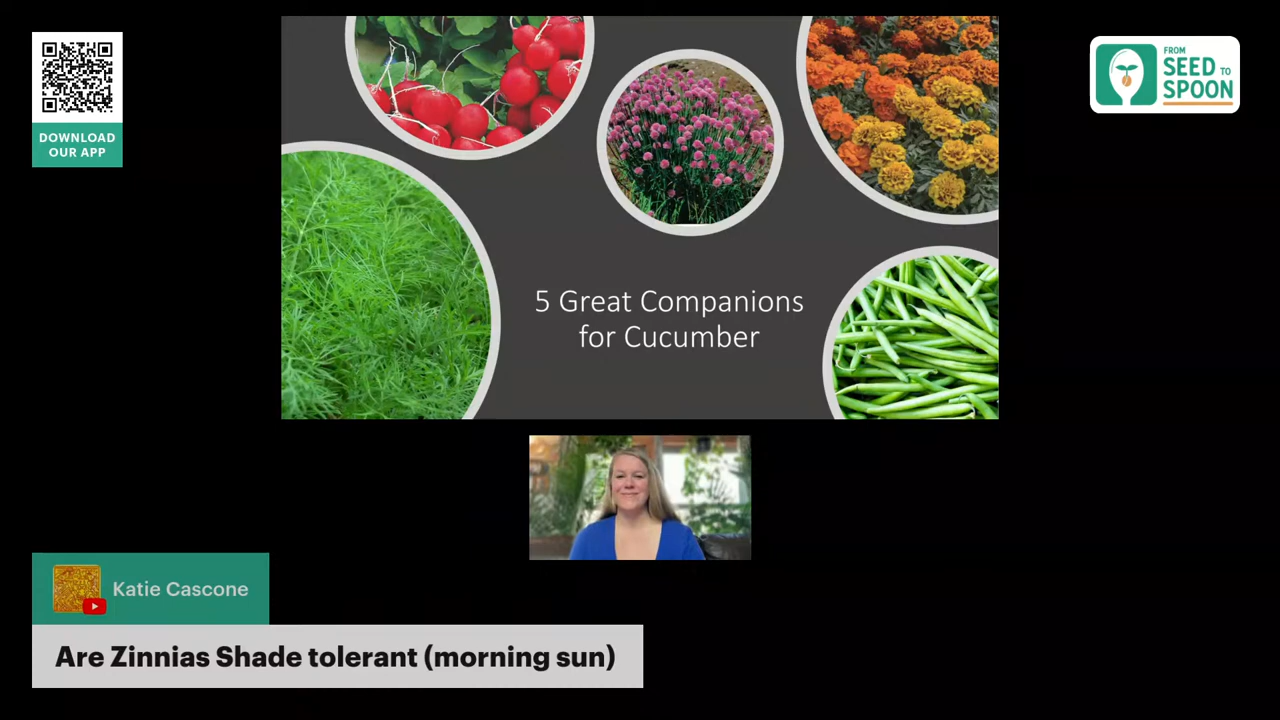 DOWNLOAD
OUR APP
FROM
SEED TO
SPOON
5 Great Companions
for Cucumber
Katie Cascone
Are Zinnias Shade tolerant (morning sun)